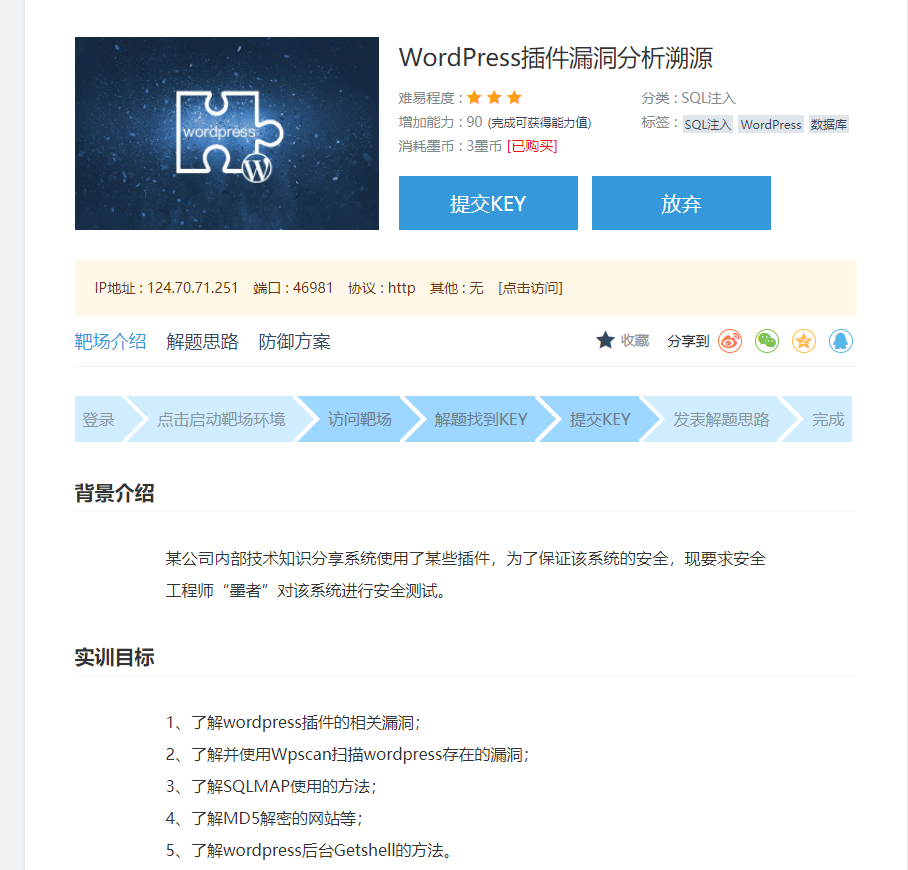 wordpress
W
WordPress插件漏洞分析溯源
难易程度 :
分类 : SQL注入
增加能力 : 90 (完成可获得能力值)
标签 : SQL注入 WordPress 数据库
消耗墨币 : 3墨币 [已购买]
提交KEY
放弃
IP地址 : 124.70.71.251 端口 : 46981 协议 : http 其他 : 无 [点击访问]
靶场介绍 解题思路 防御方案
收藏 分享到
登录 点击启动靶场环境 访问靶场 解题找到KEY 提交KEY 发表解题思路 完成
背景介绍
某公司内部技术知识分享系统使用了某些插件，为了保证该系统的安全，现要求安全
工程师“墨者”对该系统进行安全测试。
实训目标
1、了解wordpress插件的相关漏洞；
2、了解并使用Wpscan扫描wordpress存在的漏洞；
3、了解SQLMAP使用的方法；
4、了解MD5解密的网站等；
5、了解wordpress后台Getshell的方法。